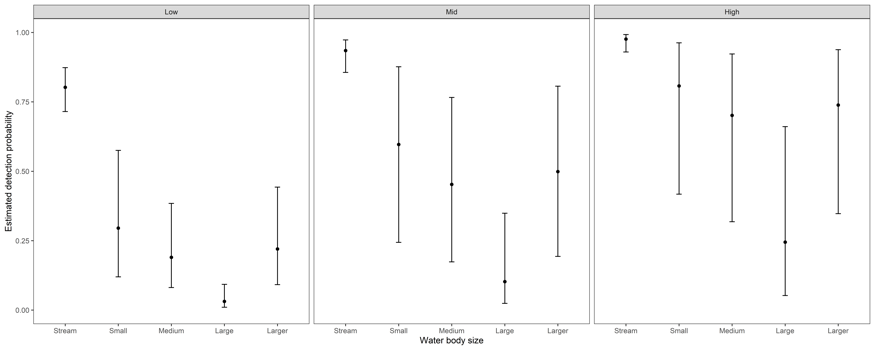 Low Mid High
Estimated detection probability
1.00
0.75
0.50
0.25
0.00
Stream Small Medium Large Larger Stream Small Medium Large Larger Stream Small Medium Large Larger
Water body size